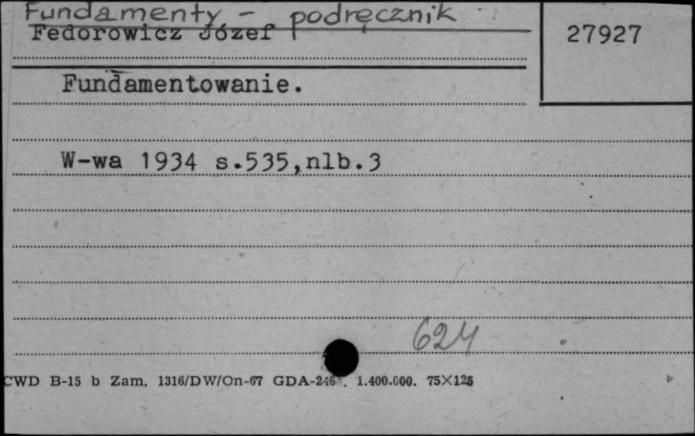 Fundamenty - podręcznik
Fedorowicz Józef
27927
Fundamentowanie.
W-wa 1934 s.535,nlb.3
624
CWD B-15 b Zam. 1316/DW/On-67 GDA-246. 1.400.000. 75×125